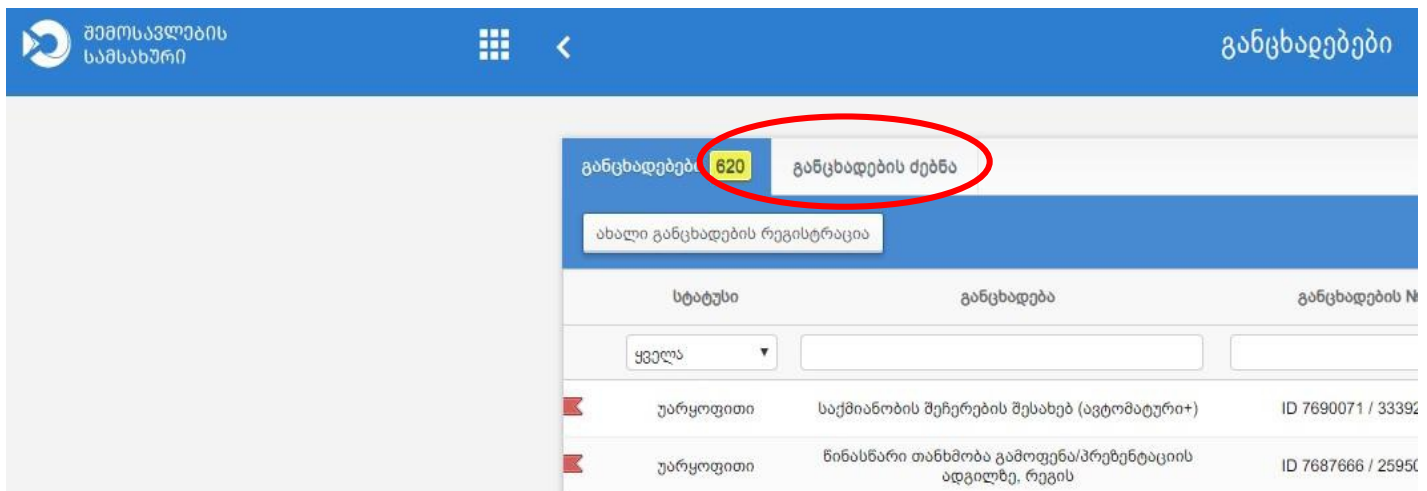 შემოსავლების
სამსახური
განცხადებები
განცხადებები 620 განცხადების ძებნა
ახალი განცხადების რეგისტრაცია
სტატუსი განცხადება განცხადების №
ყველა
უარყოფითი საქმიანობის შეჩერების შესახებ (ავტომატური+) ID 7690071 / 33392
უარყოფითი წინასწარი თანხმობა გამოფენა/პრეზენტაციის
ადგილზე, რეგის ID 7687666 / 25950